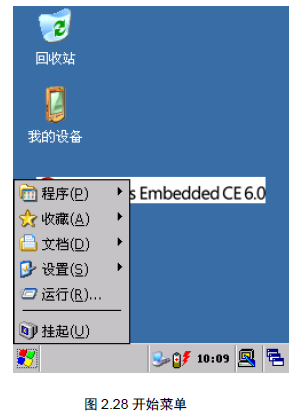 回收站
我的设备
s Embedded CE 6.0
程序(P)
收藏(A)
文档(D)
设置(S)
运行(R)...
挂起(U)
10:09
图 2.28 开始菜单